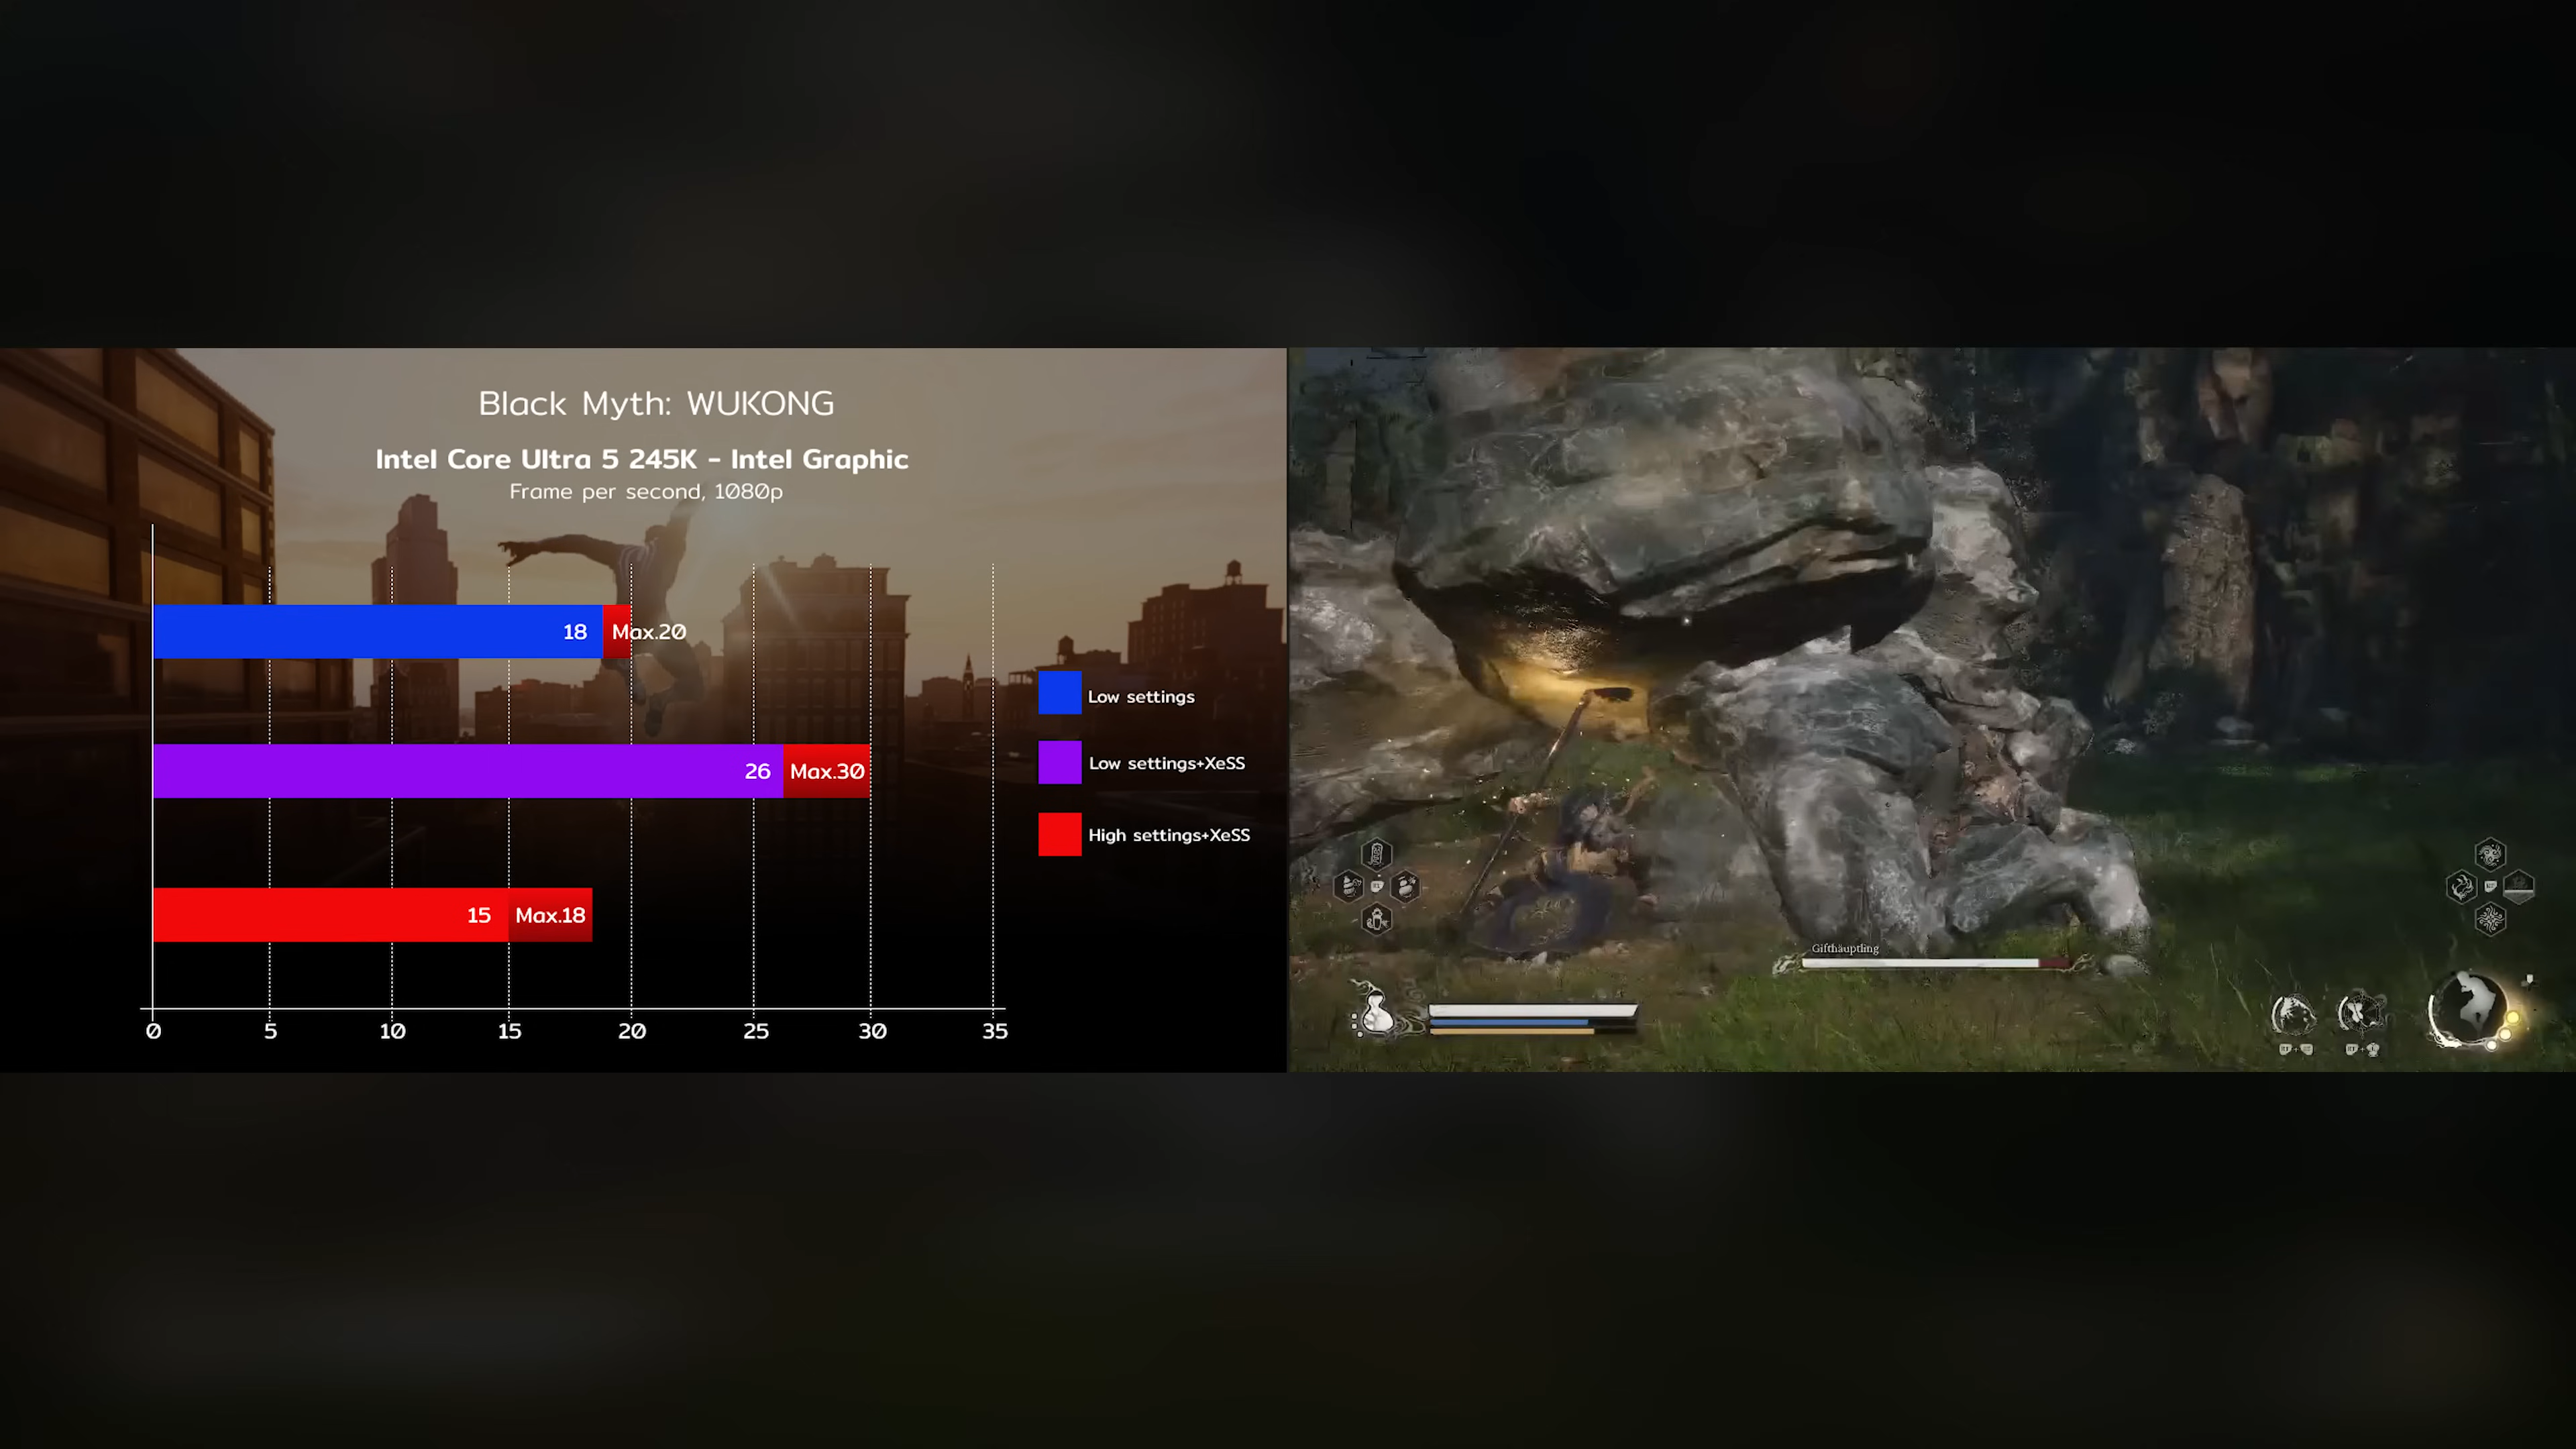 Black Myth: WUKONG
Intel Core Ultra 5 245K - Intel Graphic
Frame per second, 1080p
18 Max.20
26 Max.30
15 Max.18
0 5 10 15 20 25 30 35
Low settings
Low settings+XeSS
High settings+XeSS
Gifthäuptling